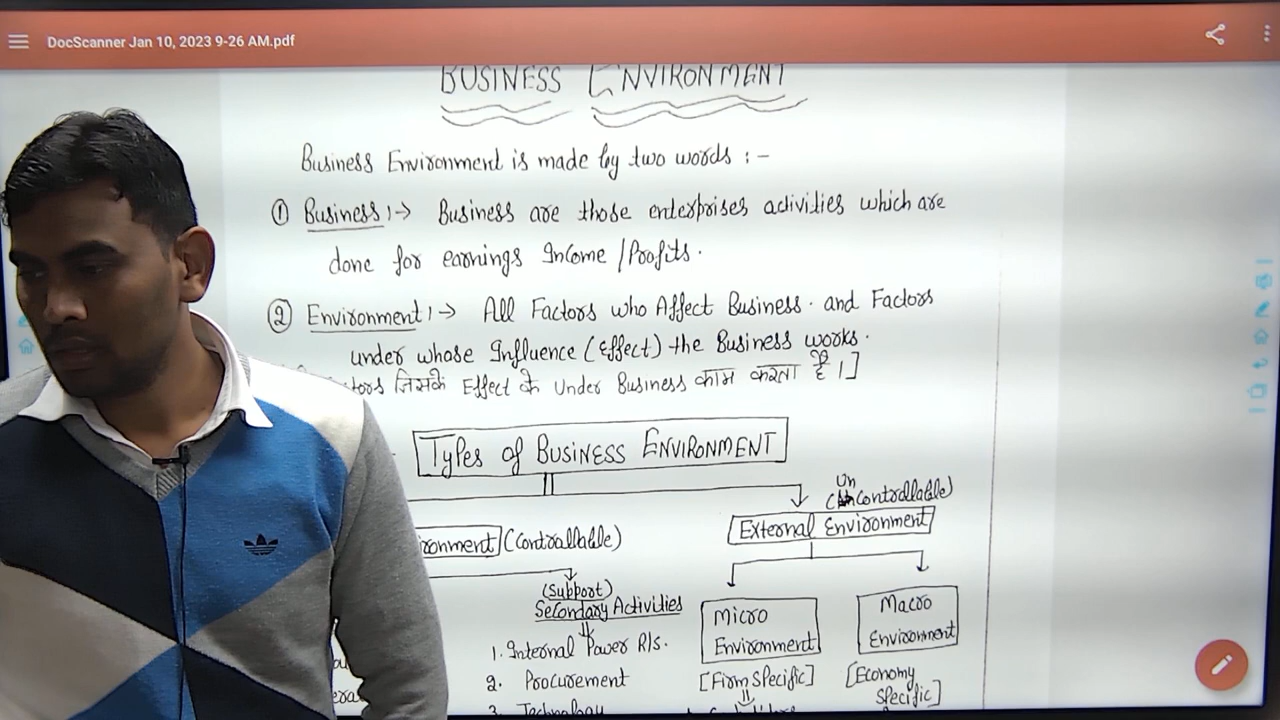 DocScanner Jan 10, 2023 9-26 AM.pdf
BUSINESS ENVIRONMENT
Business Environment is made by two words :-
① Business :→ Business are those enterprises activities which are
done for earnings Income / Profits.
② Environment :→ All Factors who Affect Business. and Factors
under whose Influence (Effect) the Business works.
जिसके Effect के Under Business काम करता है।]
Types of BUSINESS ENVIRONMENT
(Controllable)
Un
(Controllable)
External Environment
(Support)
Secondary Activities
1. Internal Power R/s.
2. Procurement
3. Technology
Micro
Environment
[Firm Specific]
Macro
Environment
[Economy
Specific]